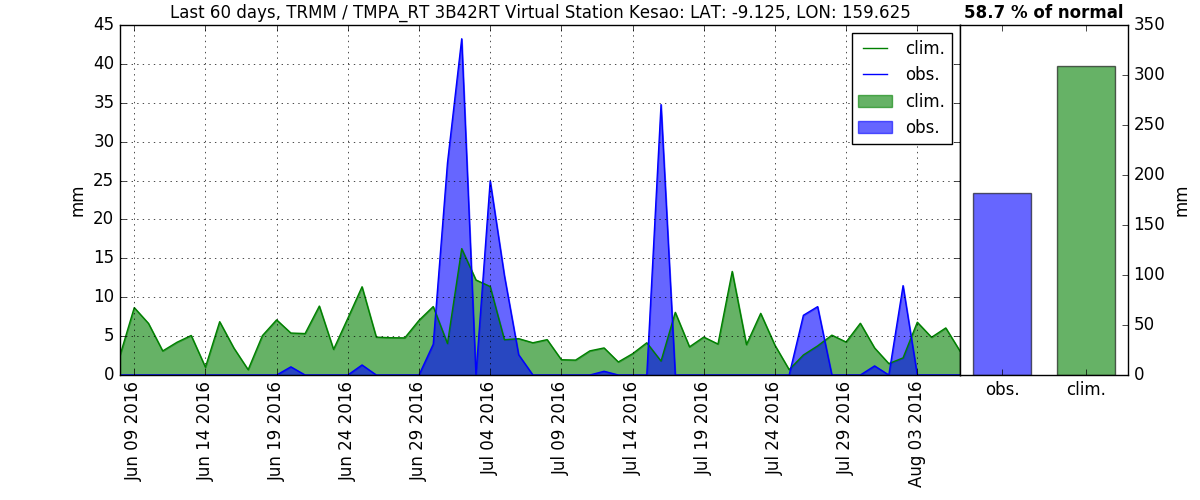 Last 60 days, TRMM / TMPA_RT 3B42RT Virtual Station Kesao: LAT: -9.125, LON: 159.625
58.7 % of normal
45
40
35
30
25
20
15
10
5
0
mm
clim.
obs.
clim.
obs.
Jun 09 2016
Jun 14 2016
Jun 19 2016
Jun 24 2016
Jun 29 2016
Jul 04 2016
Jul 09 2016
Jul 14 2016
Jul 19 2016
Jul 24 2016
Jul 29 2016
Aug 03 2016
obs.
clim.
350
300
250
200
150
100
50
0
mm